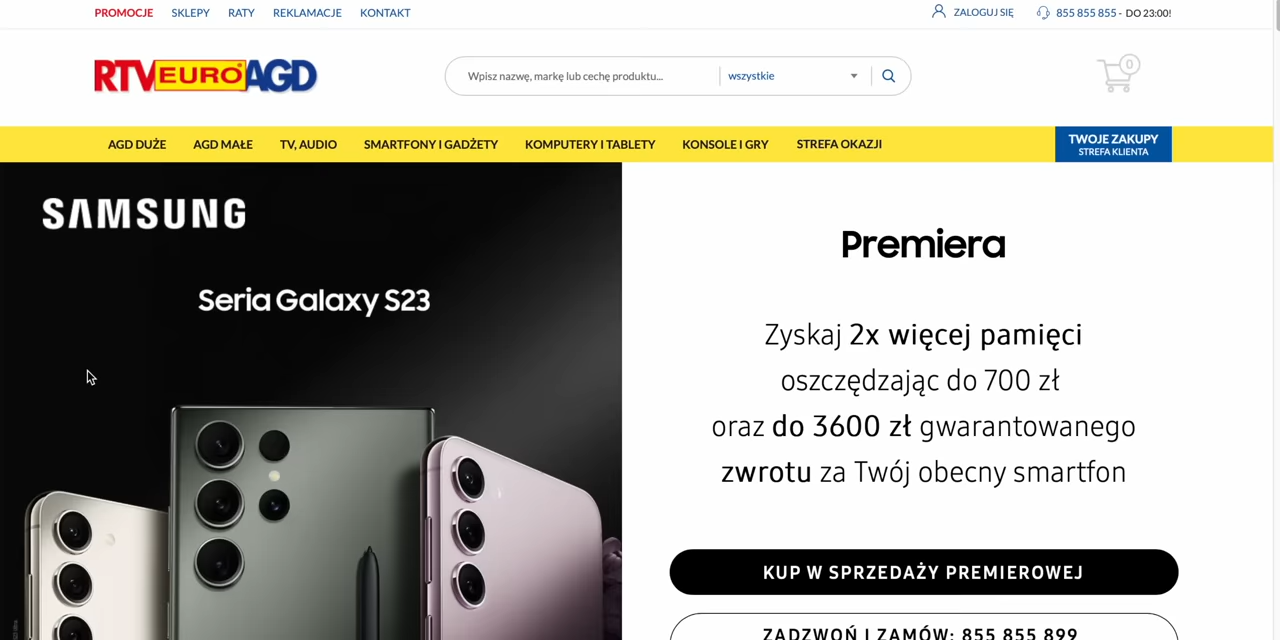 PROMOCJE SKLEPY RATY REKLAMACJE KONTAKT ZALOGUJ SIĘ 855 855 855 - DO 23:00!
RTV EURO AGD
Wpisz nazwę, markę lub cechę produktu... wszystkie
0
AGD DUŻE AGD MAŁE TV, AUDIO SMARTFONY I GADŻETY KOMPUTERY I TABLETY KONSOLE I GRY STREFA OKAZJI
TWOJE ZAKUPY
STREFA KLIENTA
SAMSUNG
Seria Galaxy S23
Premiera
Zyskaj 2x więcej pamięci
oszczędzając do 700 zł
oraz do 3600 zł gwarantowanego
zwrotu za Twój obecny smartfon
KUP W SPRZEDAŻY PREMIEROWEJ
ZADZWOŃ I ZAMÓW: 855 855 899